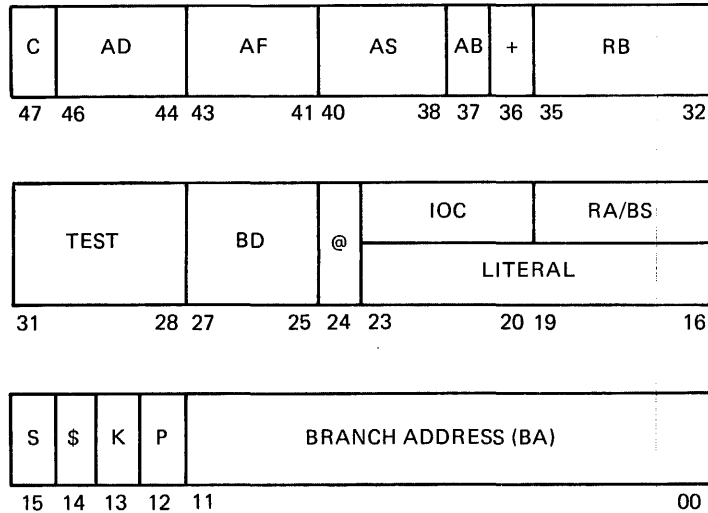 C AD AF AS AB + RB
47 46 44 43 41 40 38 37 36 35 32
TEST BD @ IOC RA/BS
LITERAL
31 28 27 25 24 23 20 19 16
S $ K P BRANCH ADDRESS (BA)
15 14 13 12 11 00